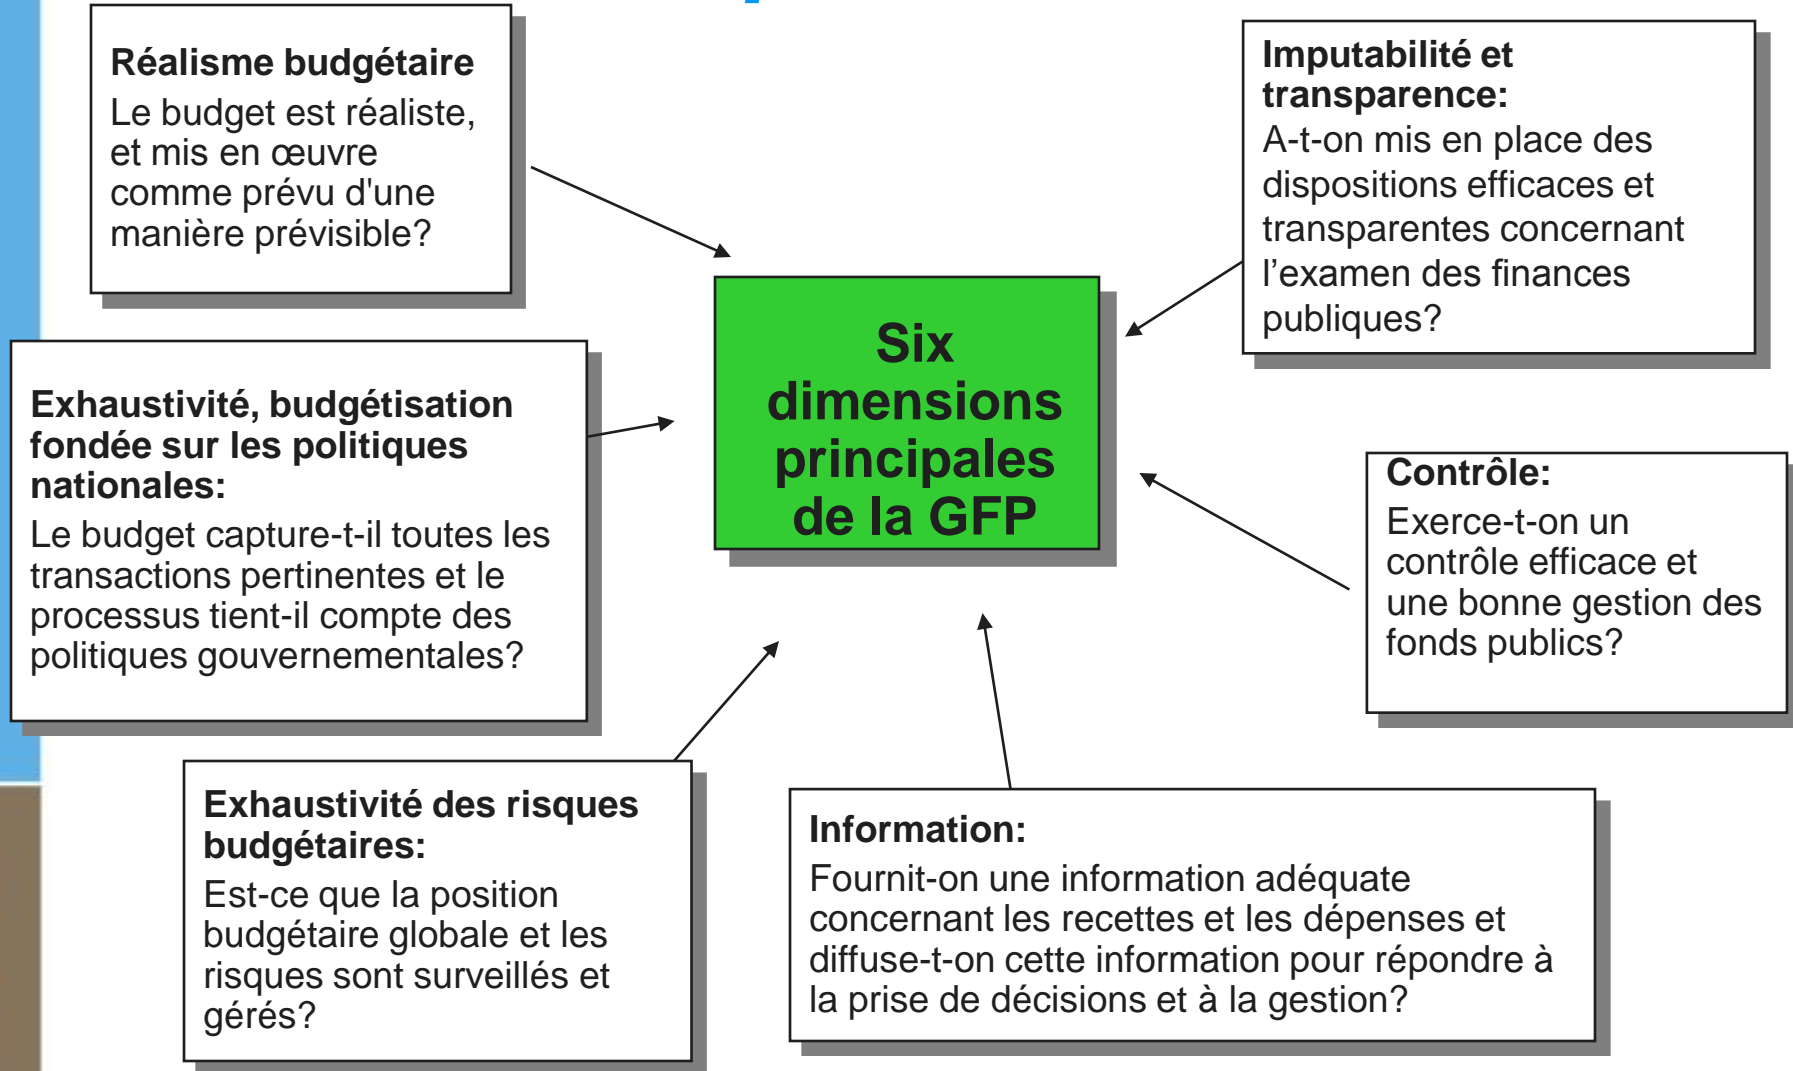 Réalisme budgétaire
Le budget est réaliste,
et mis en œuvre
comme prévu d'une
manière prévisible?
Imputabilité et
transparence:
A-t-on mis en place des
dispositions efficaces et
transparentes concernant
l’examen des finances
publiques?
Six
dimensions
principales
de la GFP
Exhaustivité, budgétisation
fondée sur les politiques
nationales:
Le budget capture-t-il toutes les
transactions pertinentes et le
processus tient-il compte des
politiques gouvernementales?
Contrôle:
Exerce-t-on un
contrôle efficace et
une bonne gestion des
fonds publics?
Exhaustivité des risques
budgétaires:
Est-ce que la position
budgétaire globale et les
risques sont surveillés et
gérés?
Information:
Fournit-on une information adéquate
concernant les recettes et les dépenses et
diffuse-t-on cette information pour répondre à
la prise de décisions et à la gestion?